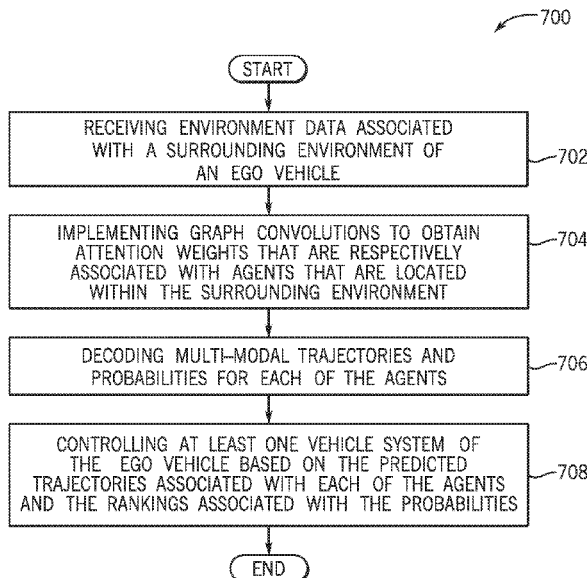 700
START
RECEIVING ENVIRONMENT DATA ASSOCIATED
WITH A SURROUNDING ENVIRONMENT OF
AN EGO VEHICLE
702
IMPLEMENTING GRAPH CONVOLUTIONS TO OBTAIN
ATTENTION WEIGHTS THAT ARE RESPECTIVELY
ASSOCIATED WITH AGENTS THAT ARE LOCATED
WITHIN THE SURROUNDING ENVIRONMENT
704
DECODING MULTI-MODAL TRAJECTORIES AND
PROBABILITIES FOR EACH OF THE AGENTS
706
CONTROLLING AT LEAST ONE VEHICLE SYSTEM OF
THE EGO VEHICLE BASED ON THE PREDICTED
TRAJECTORIES ASSOCIATED WITH EACH OF THE AGENTS
AND THE RANKINGS ASSOCIATED WITH THE PROBABILITIES
708
END